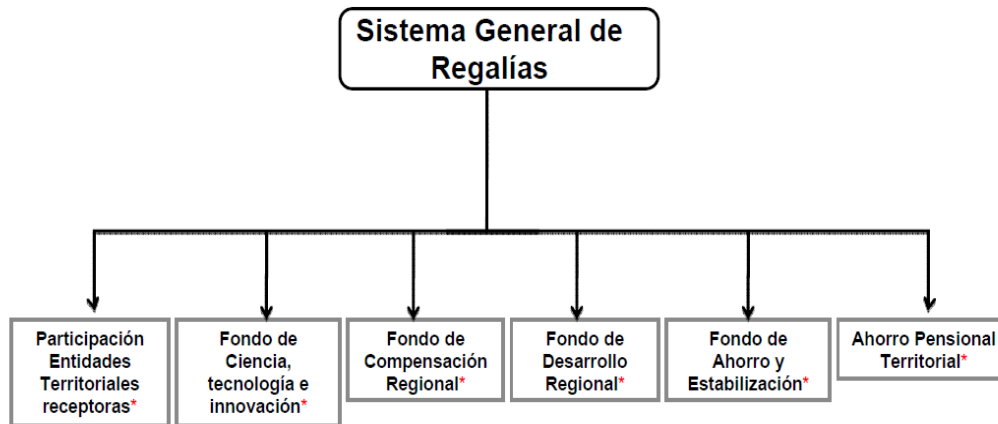 Sistema General de
Regalías
Participación
Entidades
Territoriales
receptoras*
Fondo de
Ciencia,
tecnología e
innovación*
Fondo de
Compensación
Regional*
Fondo de
Desarrollo
Regional*
Fondo de
Ahorro y
Estabilización*
Ahorro Pensional
Territorial*